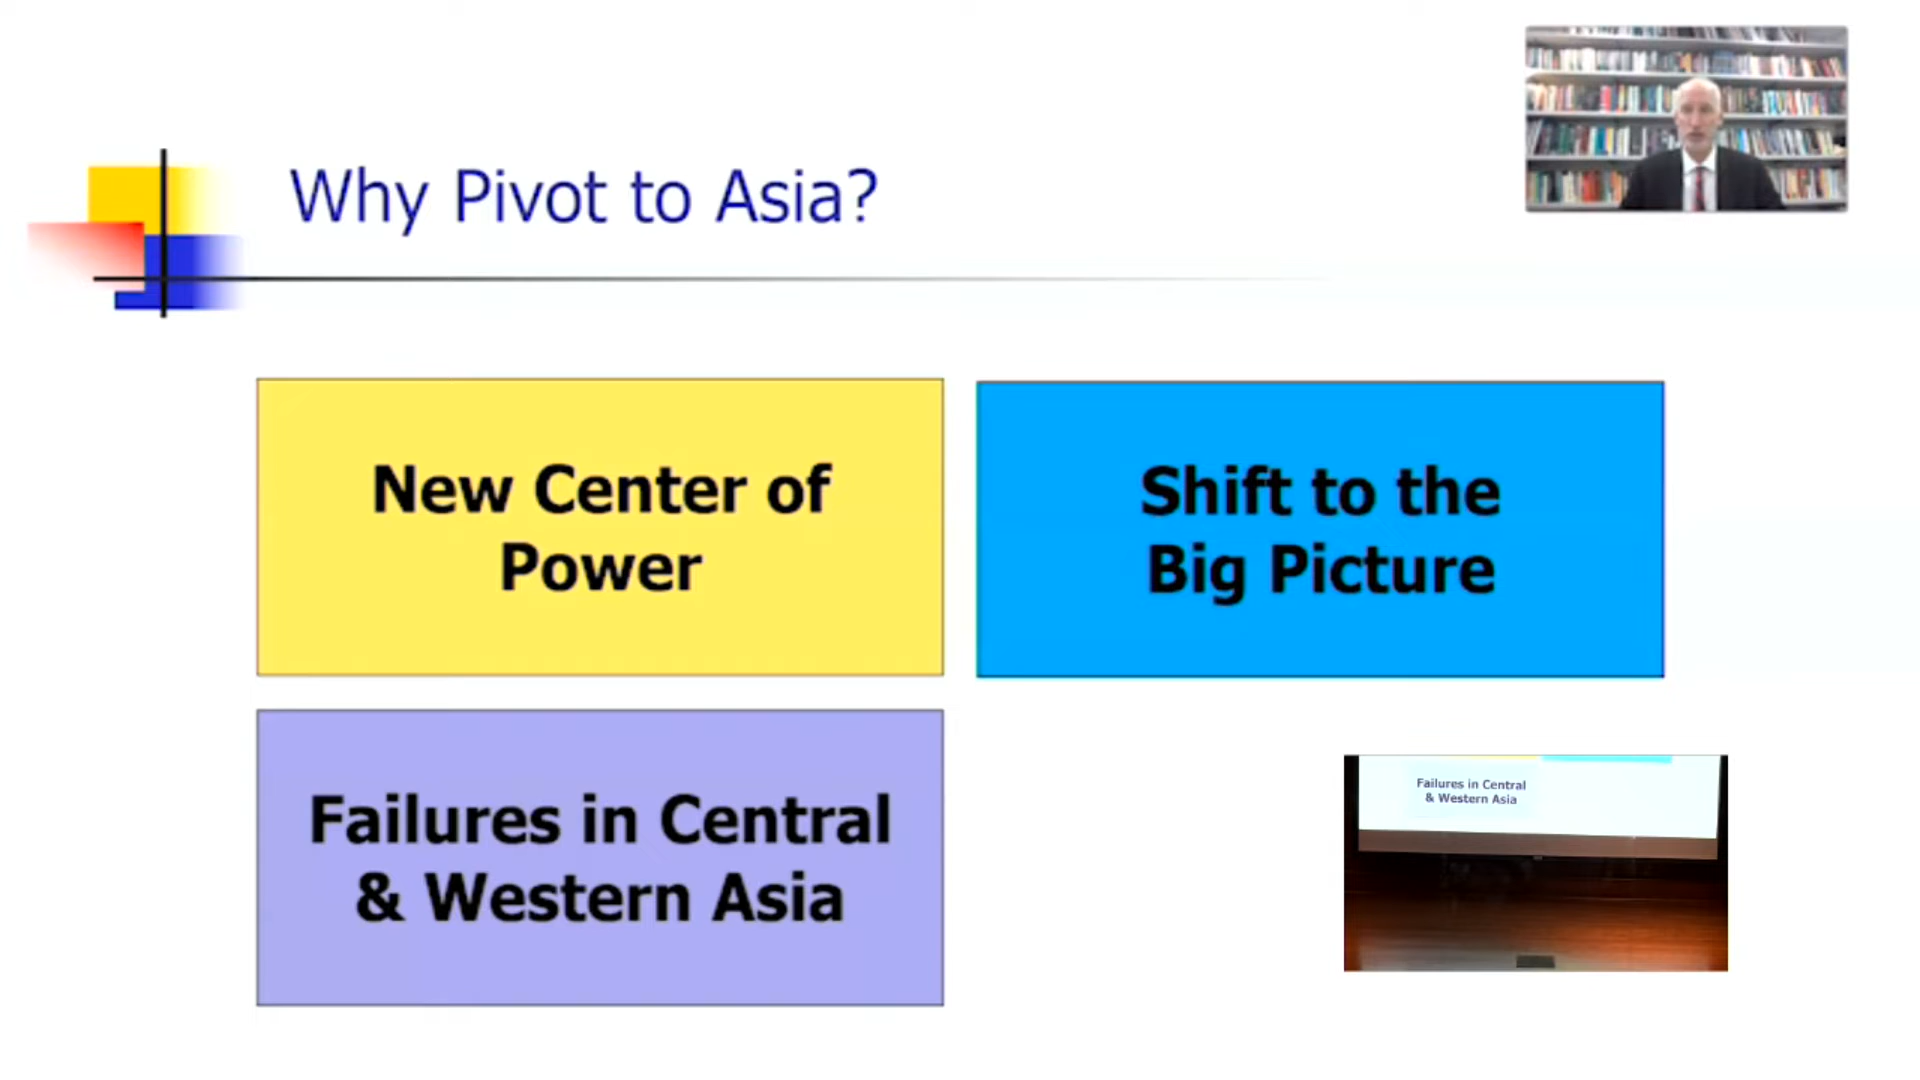 Why Pivot to Asia?
New Center of
Power
Shift to the
Big Picture
Failures in Central
& Western Asia
Failures in Central
& Western Asia